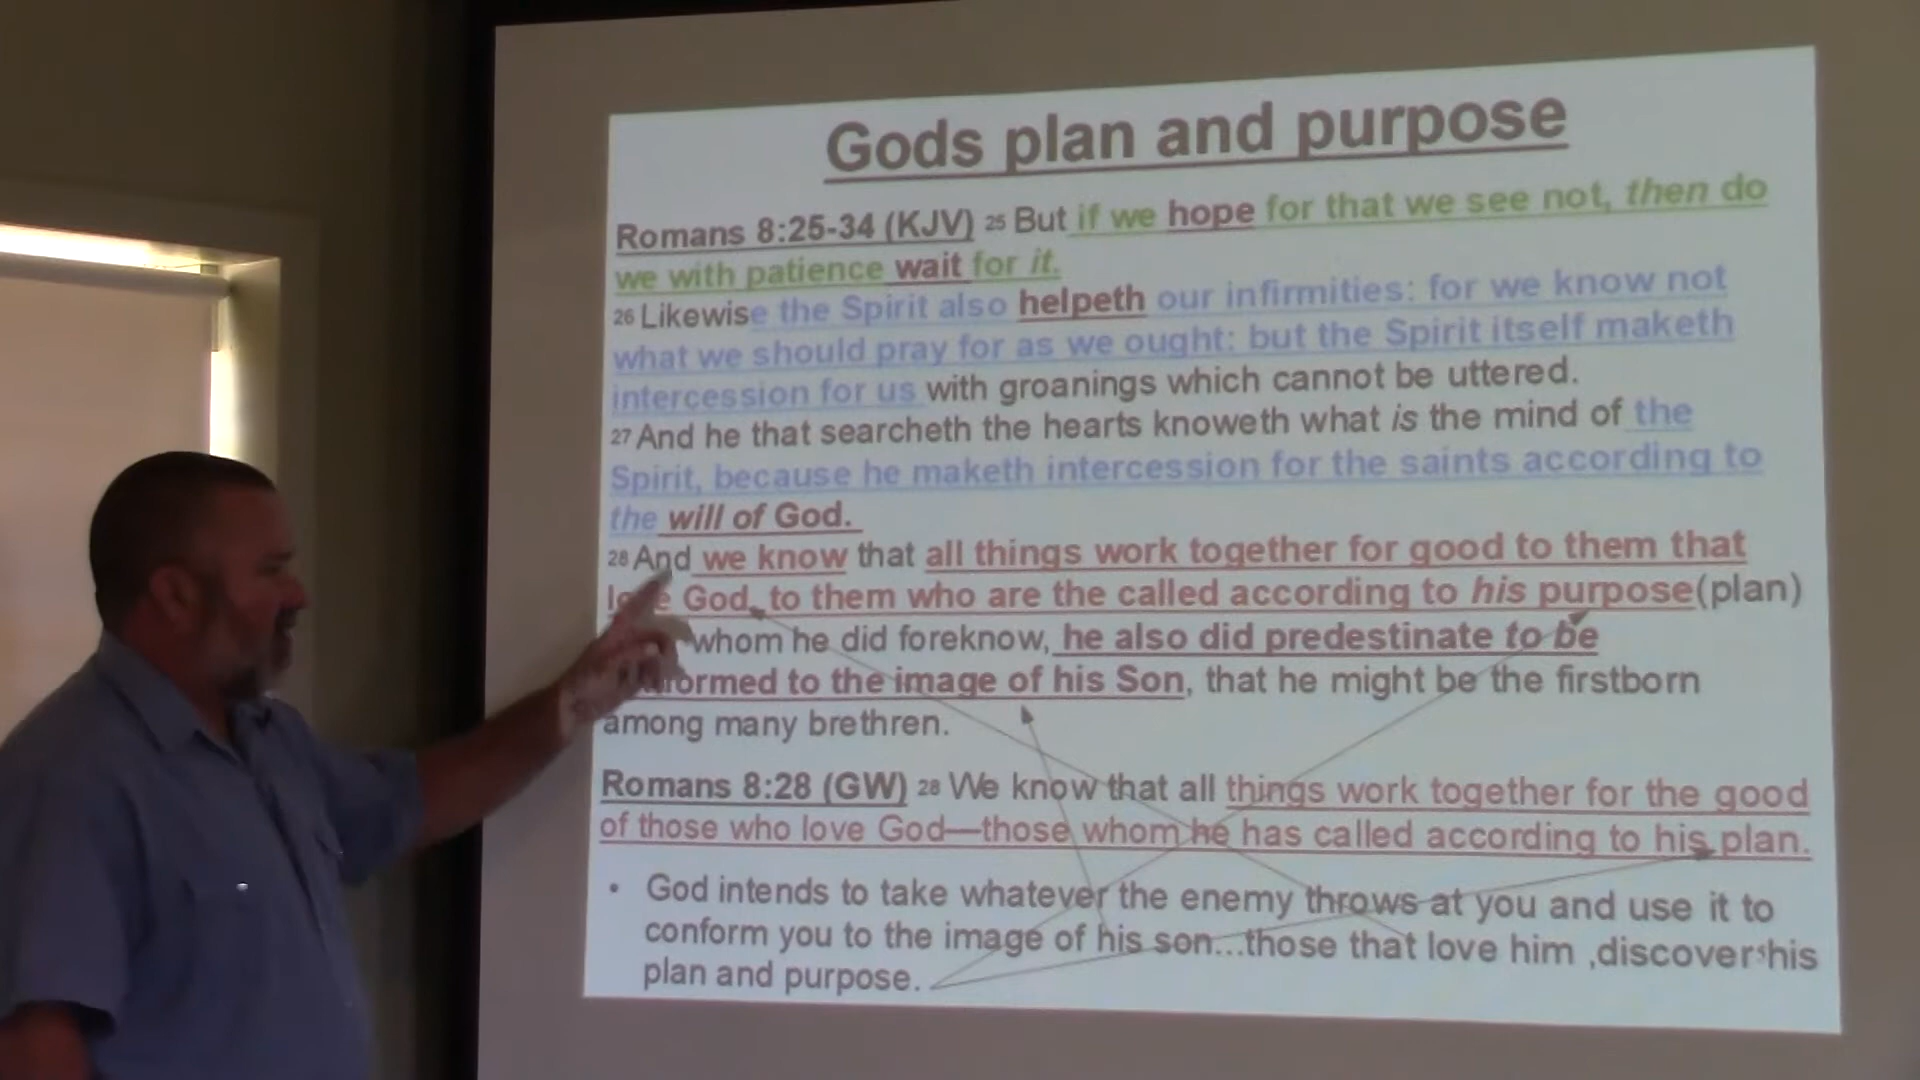 Gods plan and purpose
Romans 8:25-34 (KJV) 25 But if we hope for that we see not, then do
we with patience wait for it.
26 Likewise the Spirit also helpeth our infirmities: for we know not
what we should pray for as we ought: but the Spirit itself maketh
intercession for us with groanings which cannot be uttered.
27 And he that searcheth the hearts knoweth what is the mind of the
Spirit, because he maketh intercession for the saints according to
the will of God.
28 And we know that all things work together for good to them that
love God, to them who are the called according to his purpose(plan)
whom he did foreknow, he also did predestinate to be
formed to the image of his Son, that he might be the firstborn
among many brethren.
Romans 8:28 (GW) 28 We know that all things work together for the good
of those who love God—those whom he has called according to his plan.
• God intends to take whatever the enemy throws at you and use it to
conform you to the image of his son...those that love him ,discover his
plan and purpose.